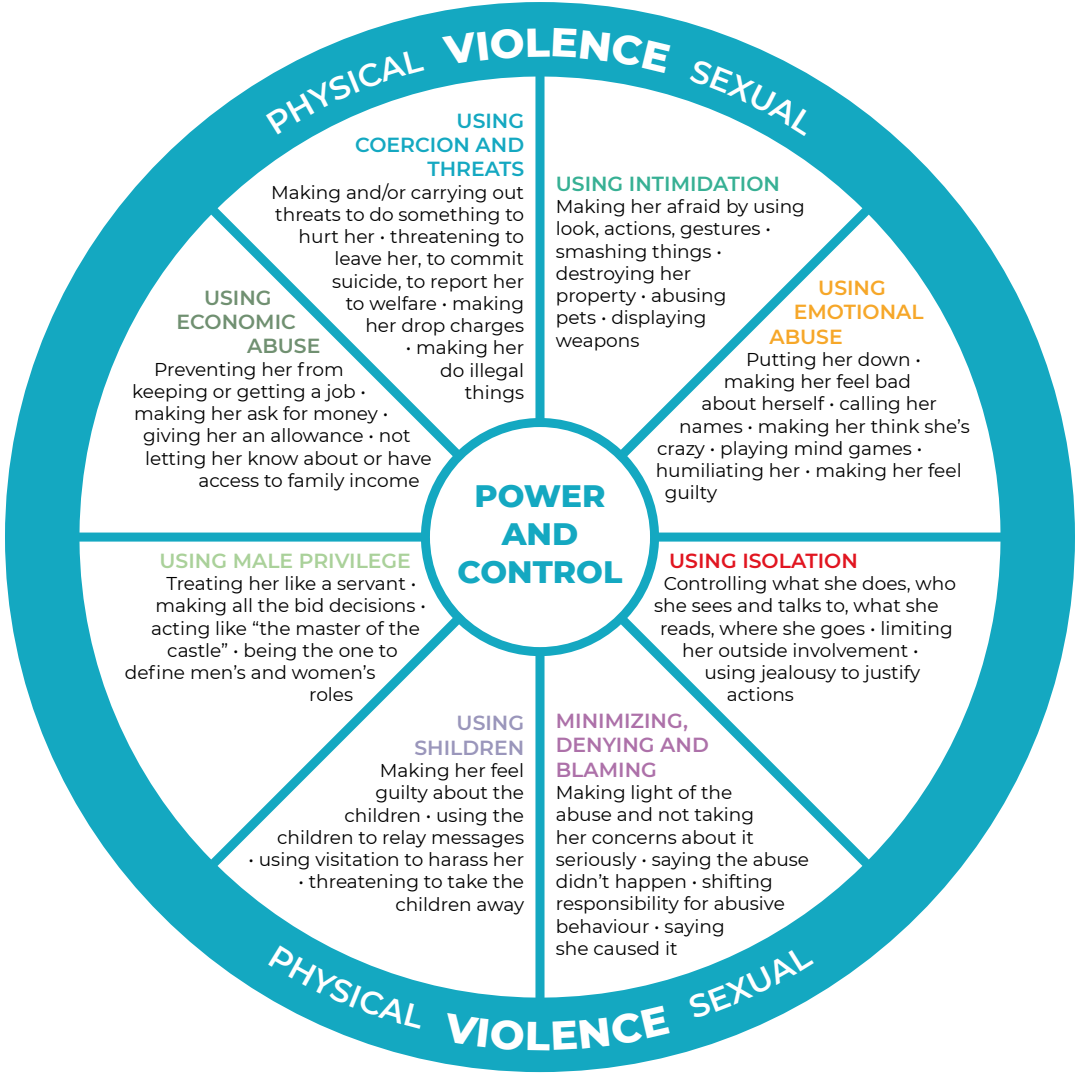 PHYSICAL VIOLENCE SEXUAL
USING
COERCION AND
THREATS
Making and/or carrying out
threats to do something to
hurt her • threatening to
leave her, to commit
suicide, to report her
to welfare • making
her drop charges
• making her
do illegal
things
USING INTIMIDATION
Making her afraid by using
look, actions, gestures •
smashing things •
destroying her
property • abusing
pets • displaying
weapons
USING
EMOTIONAL
ABUSE
Putting her down •
making her feel bad
about herself • calling her
names • making her think she’s
crazy • playing mind games •
humiliating her • making her feel
guilty
USING ISOLATION
Controlling what she does, who
she sees and talks to, what she
reads, where she goes • limiting
her outside involvement •
using jealousy to justify
actions
MINIMIZING,
DENYING AND
BLAMING
Making light of the
abuse and not taking
her concerns about it
seriously • saying the abuse
didn’t happen • shifting
responsibility for abusive
behaviour • saying
she caused it
USING
SHILDREN
Making her feel
guilty about the
children • using the
children to relay messages
• using visitation to harass her
• threatening to take the
children away
USING MALE PRIVILEGE
Treating her like a servant •
making all the bid decisions •
acting like “the master of the
castle” • being the one to
define men’s and women’s
roles
USING
ECONOMIC
ABUSE
Preventing her from
keeping or getting a job •
making her ask for money •
giving her an allowance • not
letting her know about or have
access to family income
POWER
AND
CONTROL
PHYSICAL VIOLENCE SEXUAL